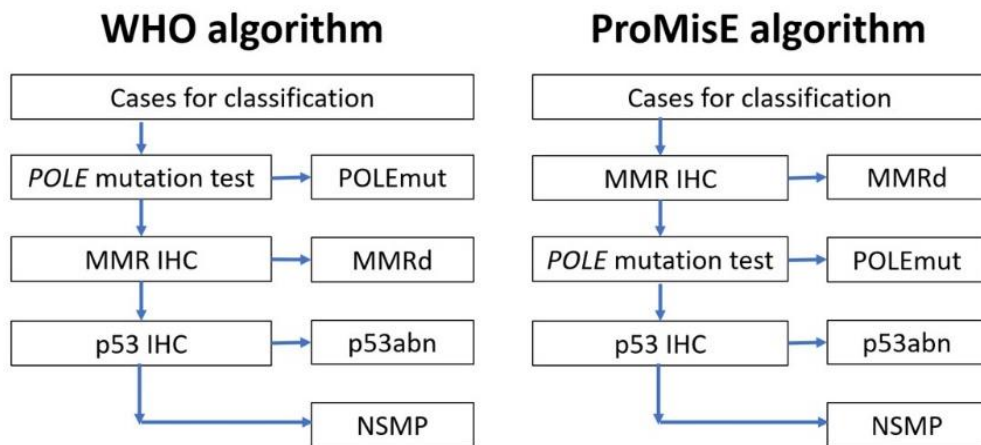 WHO algorithm
Cases for classification
POLE mutation test
POLEmut
MMR IHC
MMRd
p53 IHC
p53abn
NSMP
ProMisE algorithm
Cases for classification
MMR IHC
MMRd
POLE mutation test
POLEmut
p53 IHC
p53abn
NSMP